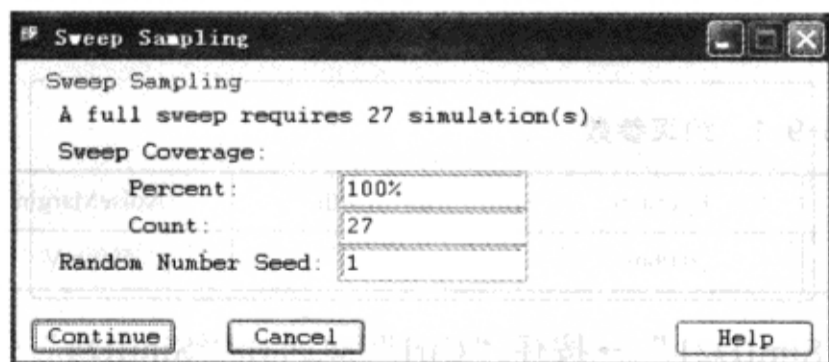 Sweep Sampling
Sweep Sampling
A full sweep requires 27 simulation(s)
Sweep Coverage:
Percent: 100%
Count: 27
Random Number Seed: 1
Continue Cancel Help